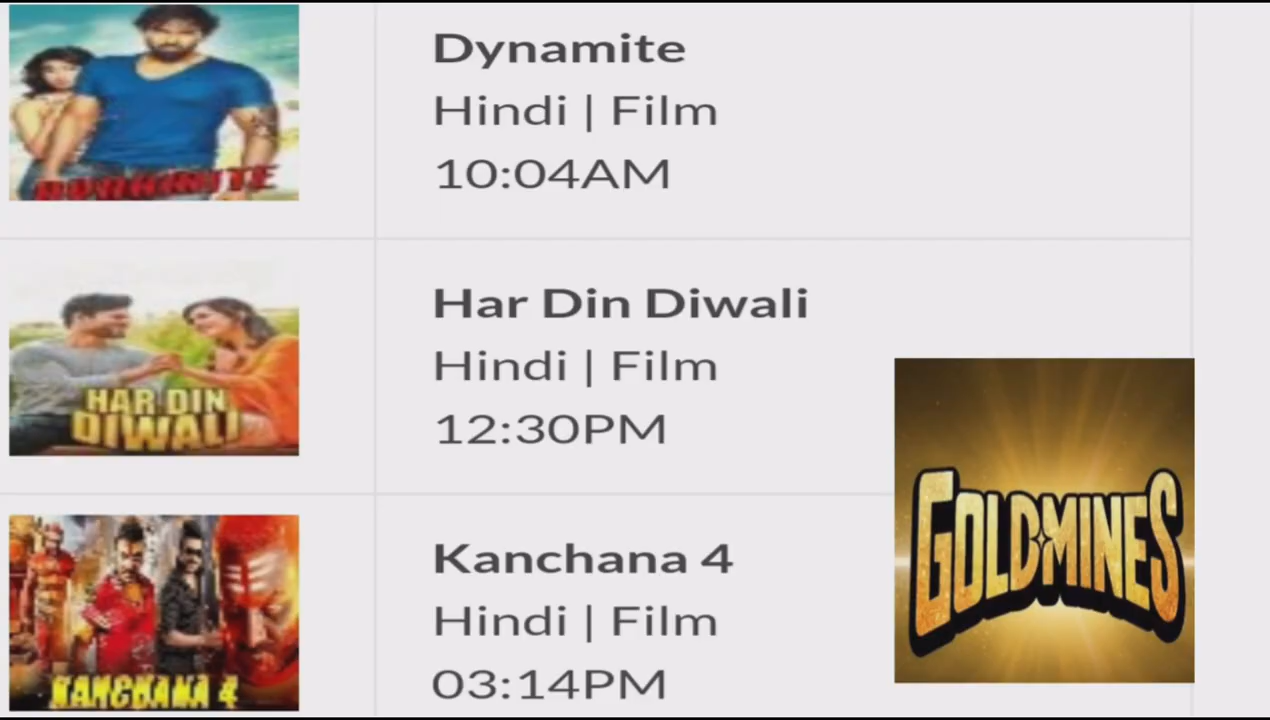 DYNAMITE
Dynamite
Hindi | Film
10:04AM
HAR DIN
DIWALI
Har Din Diwali
Hindi | Film
12:30PM
KANCHANA 4
Kanchana 4
Hindi | Film
03:14PM
GOLDMINES